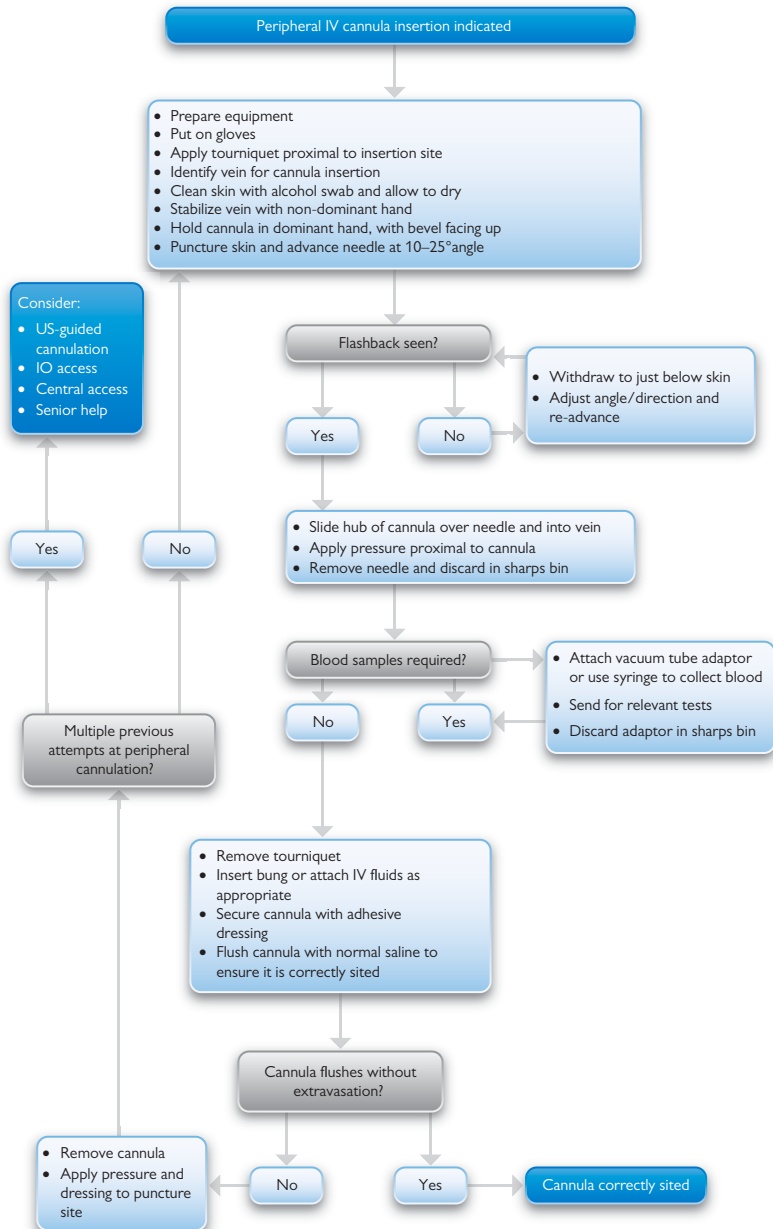 Peripheral IV cannula insertion indicated
• Prepare equipment
• Put on gloves
• Apply tourniquet proximal to insertion site
• Identify vein for cannula insertion
• Clean skin with alcohol swab and allow to dry
• Stabilize vein with non-dominant hand
• Hold cannula in dominant hand, with bevel facing up
• Puncture skin and advance needle at 10–25°angle
Consider:
• US-guided
cannulation
• IO access
• Central access
• Senior help
Flashback seen?
• Withdraw to just below skin
• Adjust angle/direction and
re-advance
Yes
No
• Slide hub of cannula over needle and into vein
• Apply pressure proximal to cannula
• Remove needle and discard in sharps bin
Yes
No
Blood samples required?
• Attach vacuum tube adaptor
or use syringe to collect blood
• Send for relevant tests
• Discard adaptor in sharps bin
No
Yes
Multiple previous
attempts at peripheral
cannulation?
• Remove tourniquet
• Insert bung or attach IV fluids as
appropriate
• Secure cannula with adhesive
dressing
• Flush cannula with normal saline to
ensure it is correctly sited
Cannula flushes without
extravasation?
• Remove cannula
• Apply pressure and
dressing to puncture
site
No
Yes
Cannula correctly sited